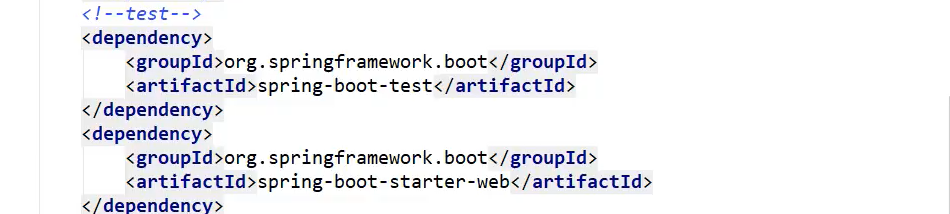 <!--test-->
<dependency>
<groupId>org.springframework.boot</groupId>
<artifactId>spring-boot-test</artifactId>
</dependency>
<dependency>
<groupId>org.springframework.boot</groupId>
<artifactId>spring-boot-starter-web</artifactId>
</dependency>